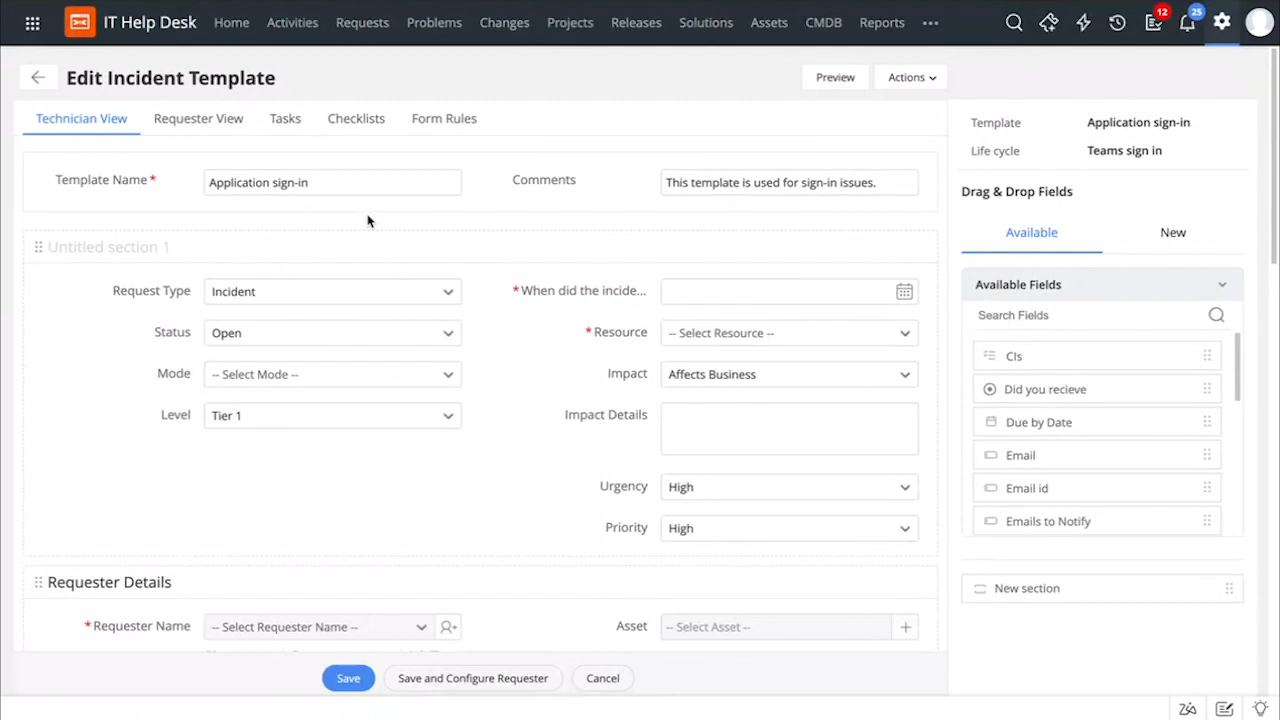 IT Help Desk Home Activities Requests Problems Changes Projects Releases Solutions Assets CMDB Reports 12 25
Edit Incident Template Preview Actions
Technician View Requester View Tasks Checklists Form Rules
Template Name* Application sign-in Comments This template is used for sign-in issues.
Untitled section 1
Request Type Incident *When did the incide...
Status Open *Resource -- Select Resource --
Mode -- Select Mode -- Impact Affects Business
Level Tier 1 Impact Details
Urgency High
Priority High
Requester Details
*Requester Name -- Select Requester Name -- Asset -- Select Asset --
Save Save and Configure Requester Cancel
Template Application sign-in
Life cycle Teams sign in
Drag & Drop Fields
Available New
Available Fields
Search Fields
CIs
Did you recieve
Due by Date
Email
Email id
Emails to Notify
New section